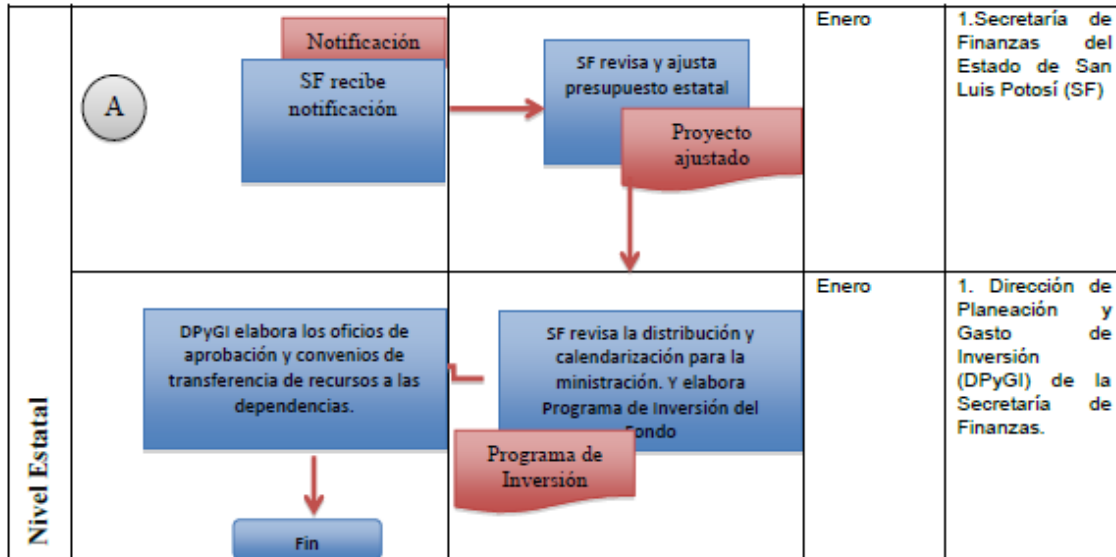 A
Notificación
SF recibe
notificación
SF revisa y ajusta
presupuesto estatal
Proyecto
ajustado
Enero
1.Secretaría de
Finanzas del
Estado de San
Luis Potosí (SF)
Nivel Estatal
DPyGI elabora los oficios de
aprobación y convenios de
transferencia de recursos a las
dependencias.
Fin
SF revisa la distribución y
calendarización para la
ministración. Y elabora
Programa de Inversión del
Fondo
Programa de
Inversión
Enero
1. Dirección de
Planeación y
Gasto de
Inversión
(DPyGI) de la
Secretaría de
Finanzas.